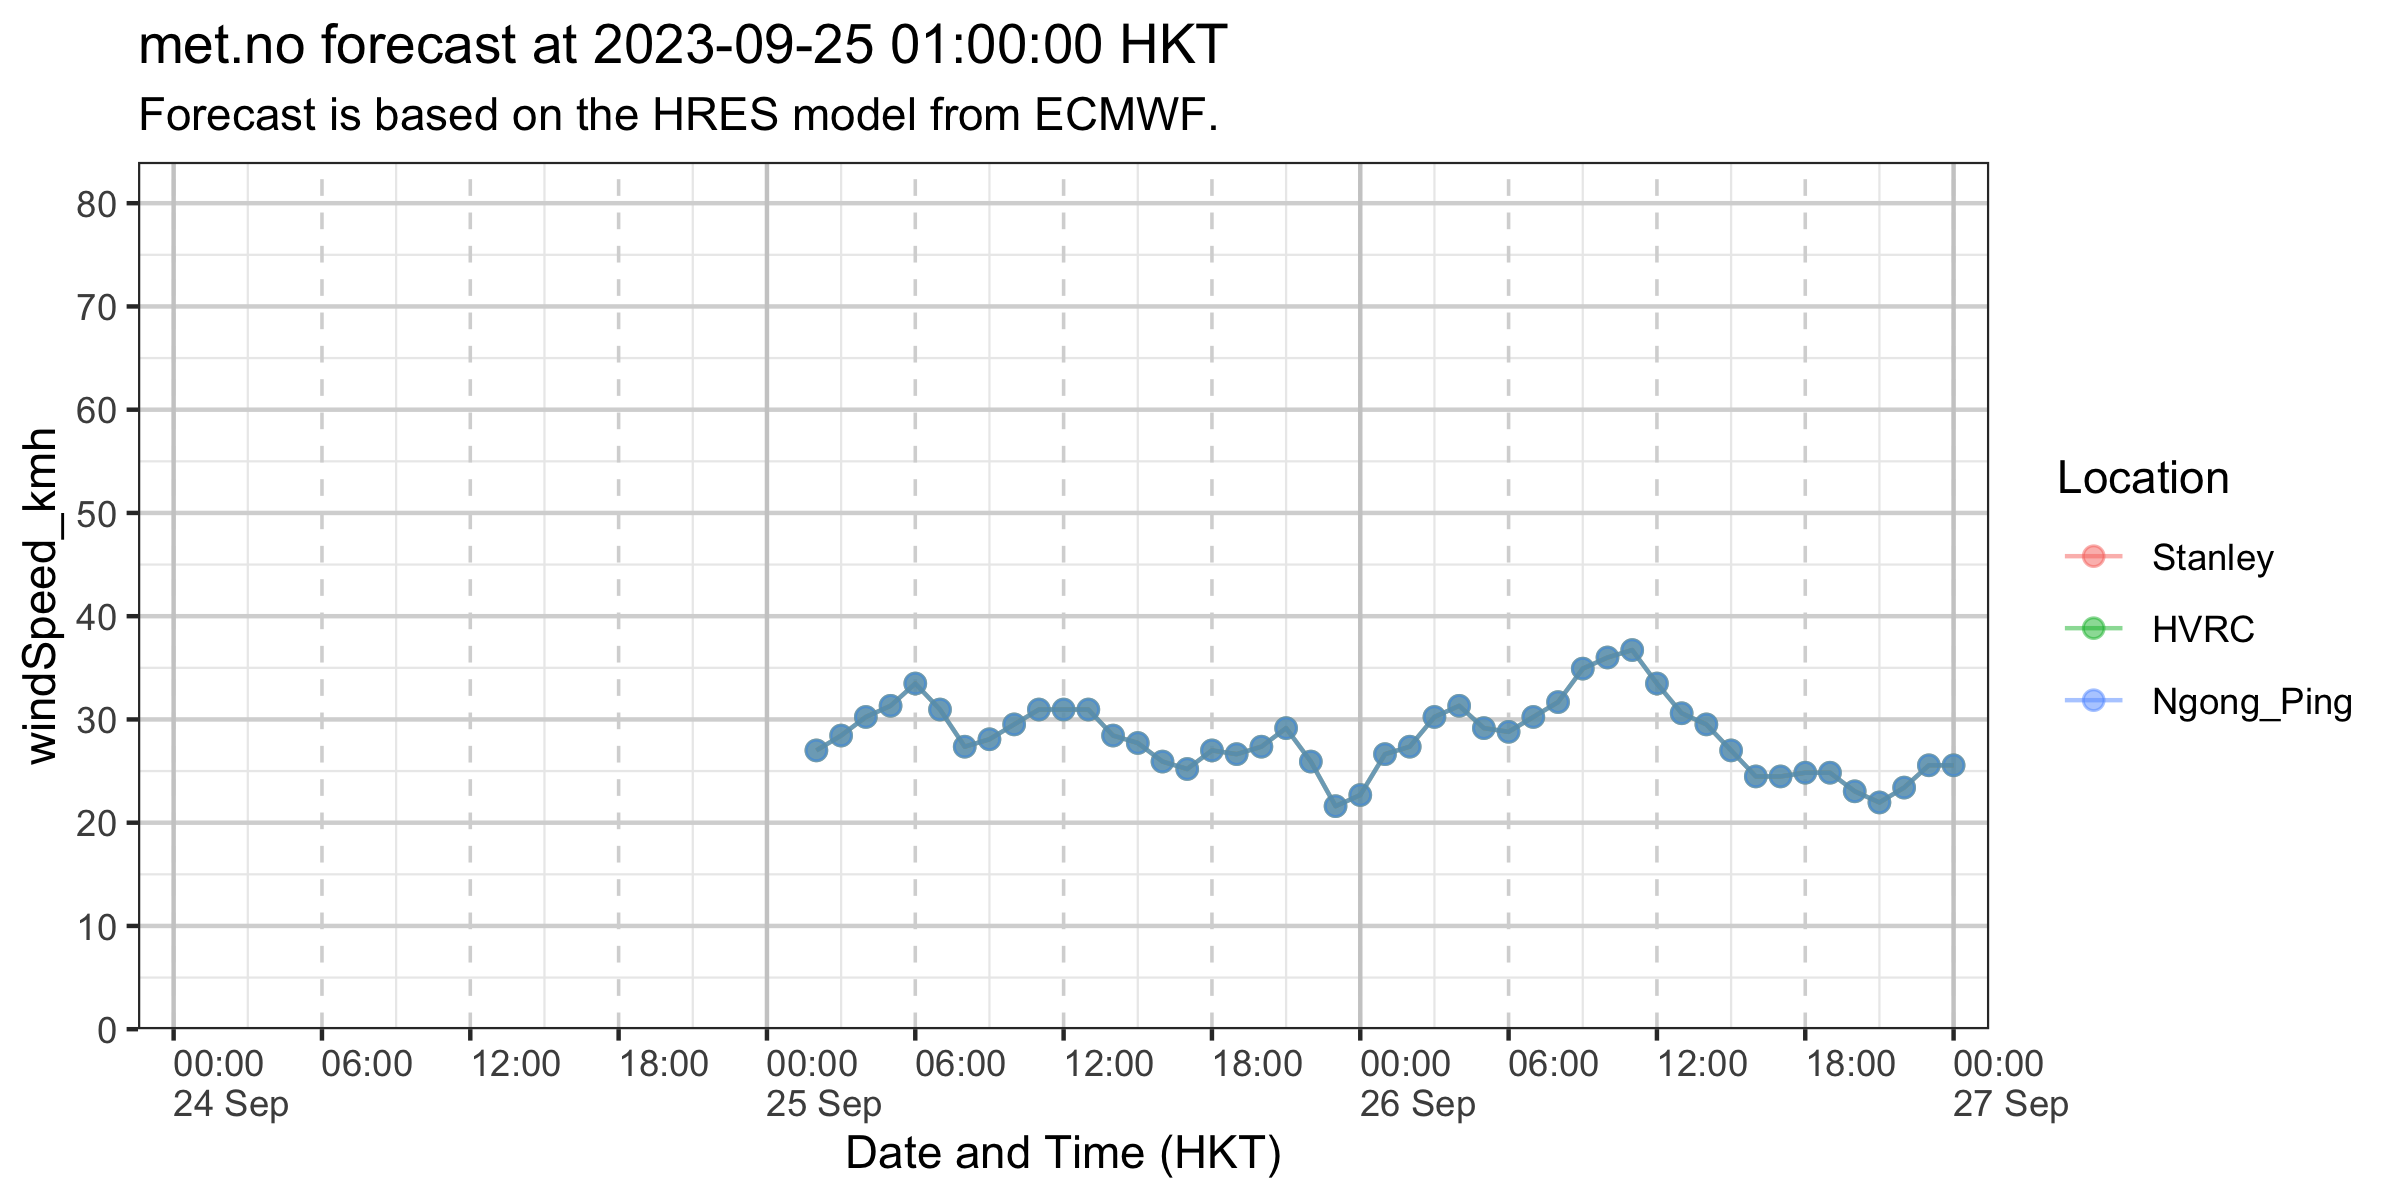 met.no forecast at 2023-09-25 01:00:00 HKT
Forecast is based on the HRES model from ECMWF.
windSpeed_kmh
80
70
60
50
40
30
20
10
0
00:00 06:00 12:00 18:00 00:00 06:00 12:00 18:00 00:00 06:00 12:00 18:00 00:00
24 Sep 25 Sep 26 Sep 27 Sep
Date and Time (HKT)
Location
Stanley
HVRC
Ngong_Ping